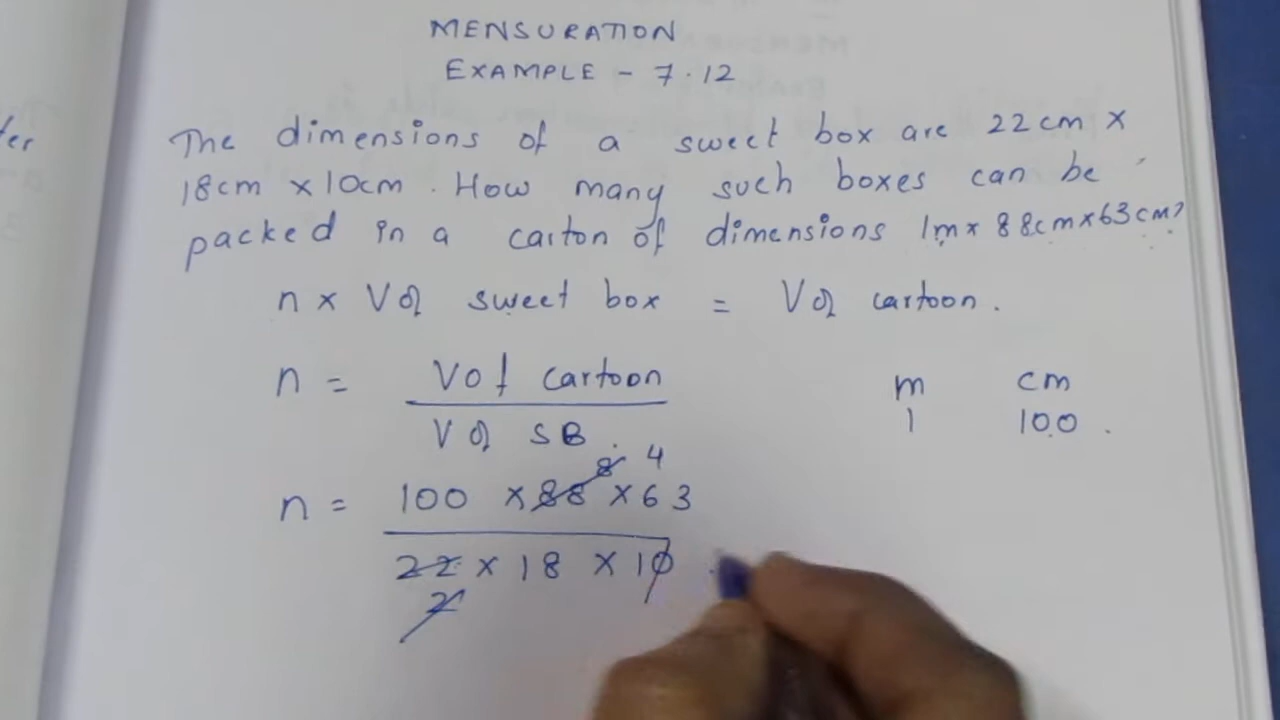 MENSURATION
EXAMPLE - 7.12
The dimensions of a sweet box are 22cm x
18cm x 10cm. How many such boxes can be
packed in a carton of dimensions 1m x 88cm x 63cm?
n x V of sweet box = V of cartoon.
n = V of cartoon
V of SB.
m cm
1 100.
8 4
n = 100 x 88 x 63
22 x 18 x 10
2